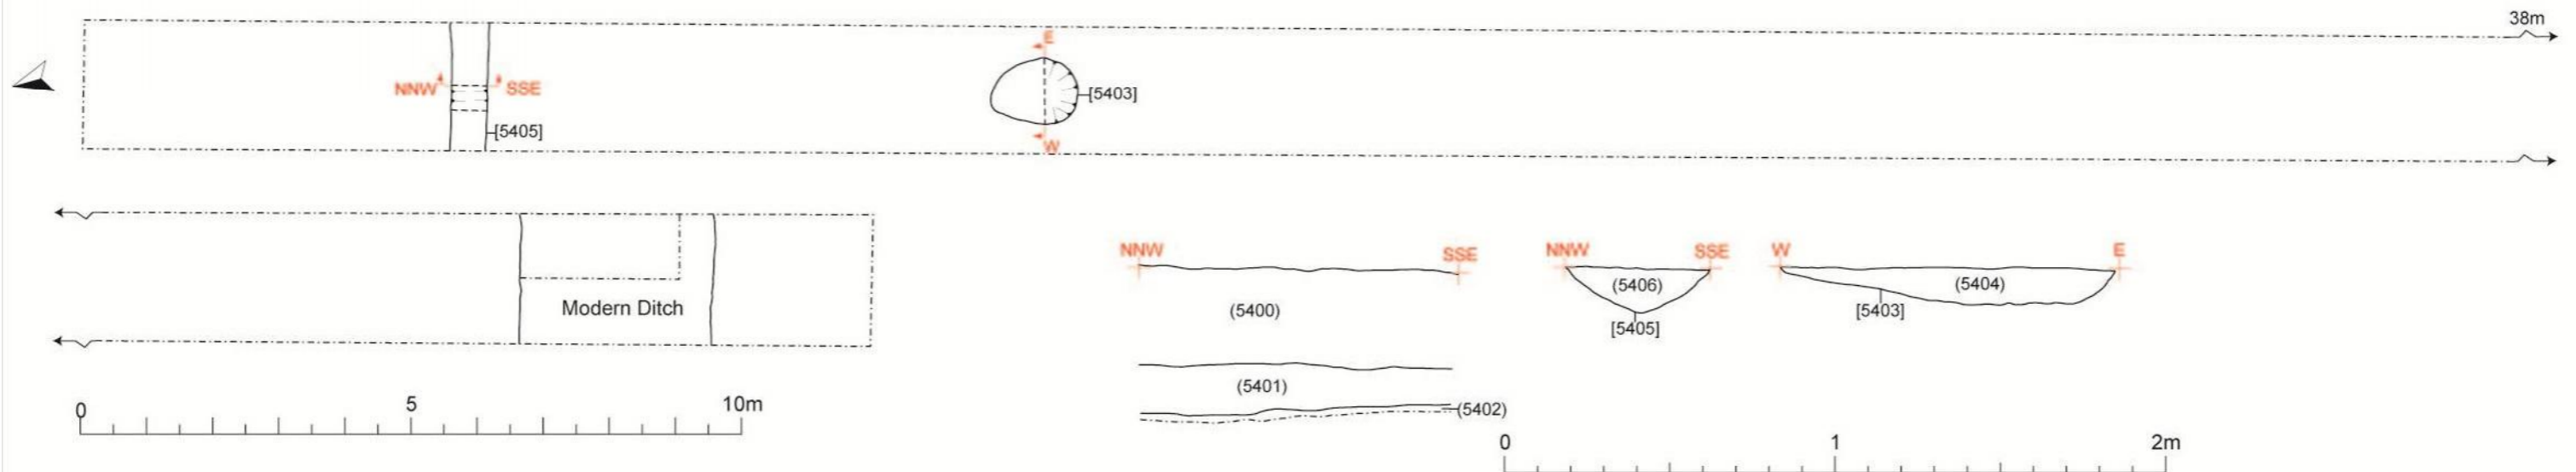 38m
E
NNW
SSE
[5403]
[5405]
W
NNW
SSE
NNW
SSE
W
E
(5406)
(5404)
Modern Ditch
(5400)
[5403]
[5405]
(5401)
(5402)
0
5
10m
0
1
2m